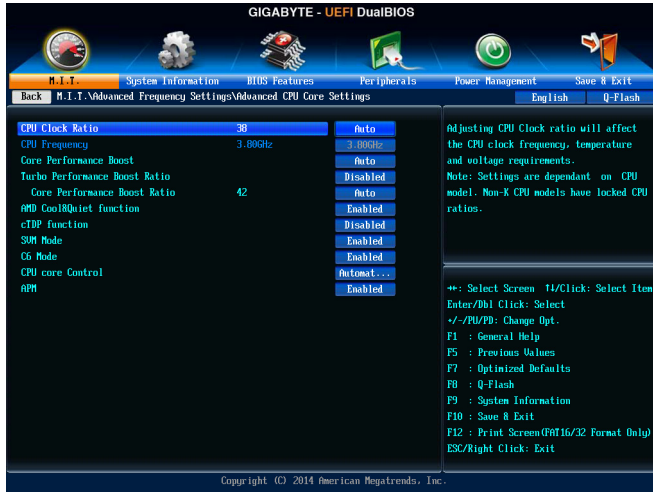 GIGABYTE - UEFI DualBIOS
M.I.T. System Information BIOS Features Peripherals Power Management Save & Exit
Back M.I.T.\Advanced Frequency Settings\Advanced CPU Core Settings English Q-Flash
CPU Clock Ratio 38 Auto
CPU Frequency 3.80GHz 3.80GHz
Core Performance Boost Auto
Turbo Performance Boost Ratio Disabled
Core Performance Boost Ratio 42 Auto
AMD Cool&Quiet function Enabled
cTDP function Disabled
SVM Mode Enabled
C6 Mode Enabled
CPU core Control Automat...
APM Enabled
Adjusting CPU Clock ratio will affect
the CPU clock frequency, temperature
and voltage requirements.
Note: Settings are dependant on CPU
model. Non-K CPU models have locked CPU
ratios.
→←: Select Screen ↑↓/Click: Select Item
Enter/Dbl Click: Select
+/-/PU/PD: Change Opt.
F1 : General Help
F5 : Previous Values
F7 : Optimized Defaults
F8 : Q-Flash
F9 : System Information
F10 : Save & Exit
F12 : Print Screen(FAT16/32 Format Only)
ESC/Right Click: Exit
Copyright (C) 2014 American Megatrends, Inc.